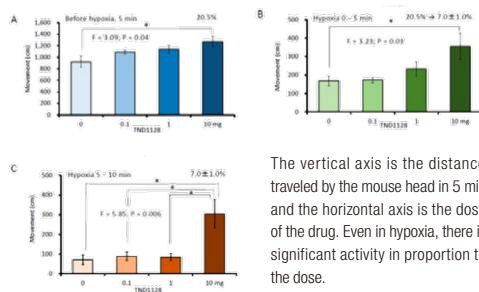 A
Before hypoxia, 5 min
20.5%
*
F = 3.09; P = 0.04
Movement (cm)
1,600
1,400
1,200
1,000
800
600
400
200
0
0 0.1 1 10 mg
TND1128
B
Hypoxia 0 – 5 min
20.5% → 7.0 ± 1.0%
*
F = 3.23; P = 0.03
Movement (cm)
500
400
300
200
100
0
0 0.1 1 10 mg
TND1128
C
Hypoxia 5 – 10 min
7.0 ± 1.0%
*
*
*
F = 5.85; P = 0.006
Movement (cm)
500
400
300
200
100
0
0 0.1 1 10 mg
TND1128
The vertical axis is the distance
traveled by the mouse head in 5 min
and the horizontal axis is the dos
of the drug. Even in hypoxia, there i
significant activity in proportion t
the dose.